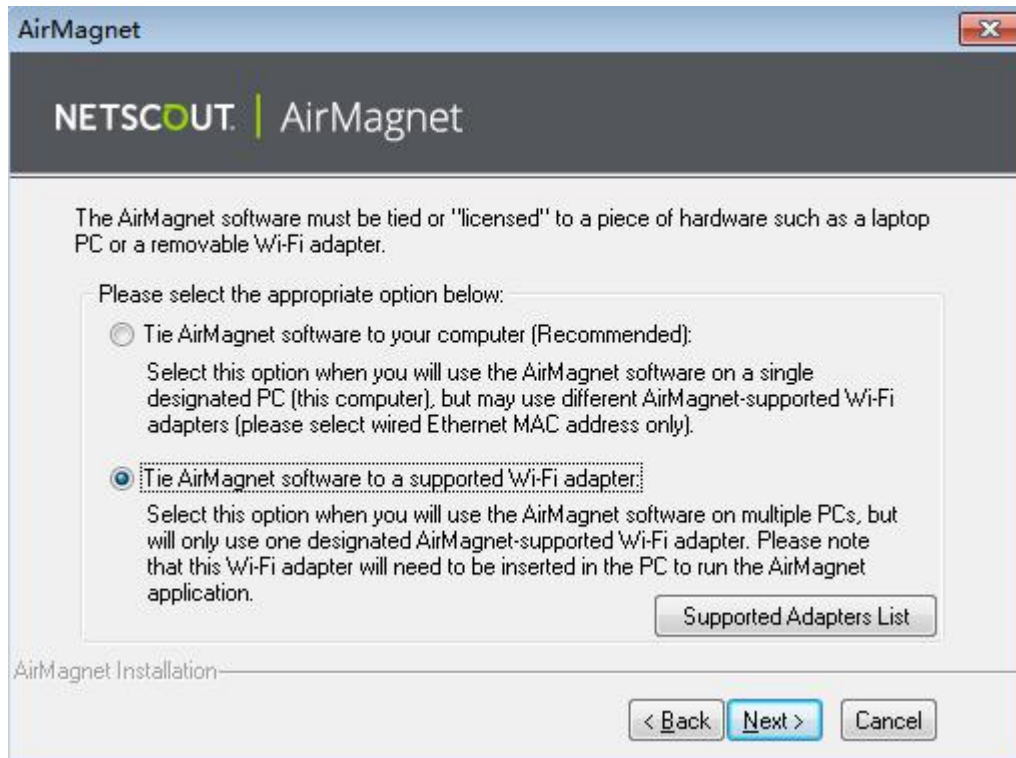 AirMagnet
NETSCOUT. | AirMagnet
The AirMagnet software must be tied or "licensed" to a piece of hardware such as a laptop
PC or a removable Wi-Fi adapter.
Please select the appropriate option below:
Tie AirMagnet software to your computer (Recommended):
Select this option when you will use the AirMagnet software on a single
designated PC (this computer), but may use different AirMagnet-supported Wi-Fi
adapters (please select wired Ethernet MAC address only).
Tie AirMagnet software to a supported Wi-Fi adapter:
Select this option when you will use the AirMagnet software on multiple PCs, but
will only use one designated AirMagnet-supported Wi-Fi adapter. Please note
that this Wi-Fi adapter will need to be inserted in the PC to run the AirMagnet
application.
Supported Adapters List
AirMagnet Installation
< Back Next > Cancel